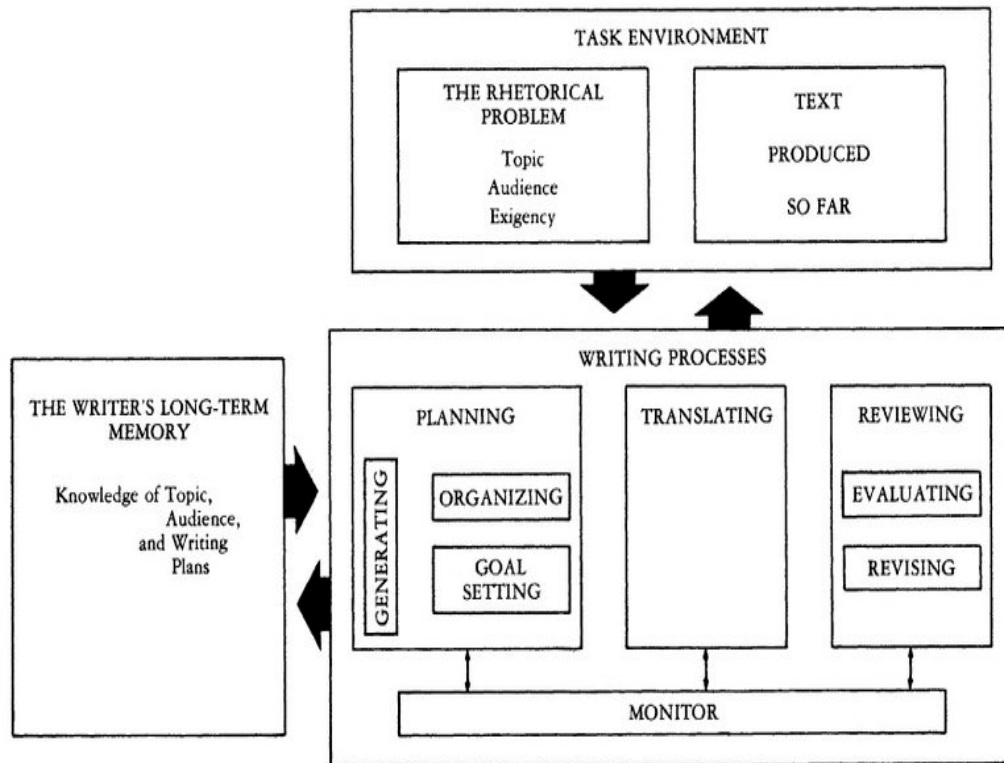 TASK ENVIRONMENT
THE RHETORICAL
PROBLEM
Topic
Audience
Exigency
TEXT
PRODUCED
SO FAR
THE WRITER'S LONG-TERM
MEMORY
Knowledge of Topic,
Audience,
and Writing
Plans
WRITING PROCESSES
PLANNING
GENERATING
ORGANIZING
GOAL
SETTING
TRANSLATING
REVIEWING
EVALUATING
REVISING
MONITOR